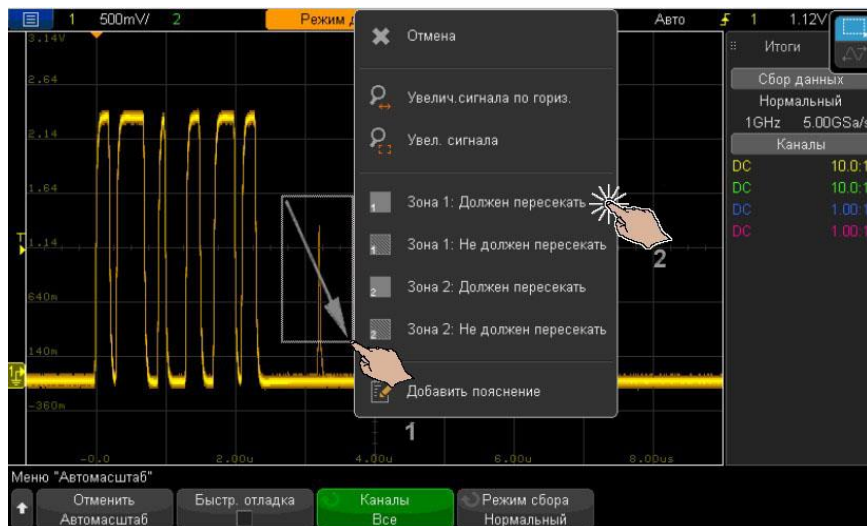 1 500mV/ 2 Режим д Авто 1 1.12V
3.14V
2.64
2.14
1.64
1.14
640m
140m
-360m
-0.0 2.00u 4.00u 6.00u 8.00us
T
1
Отмена
Увелич.сигнала по гориз.
Увел. сигнала
1 Зона 1: Должен пересекать
1 Зона 1: Не должен пересекать
2 Зона 2: Должен пересекать
2 Зона 2: Не должен пересекать
Добавить пояснение
1
2
Итоги
Сбор данных
Нормальный
1GHz 5.00GSa/s
Каналы
DC 10.0:1
DC 10.0:1
DC 1.00:1
DC 1.00:1
Меню "Автомасштаб"
Отменить
Автомасштаб
Быстр. отладка
Каналы
Все
Режим сбора
Нормальный